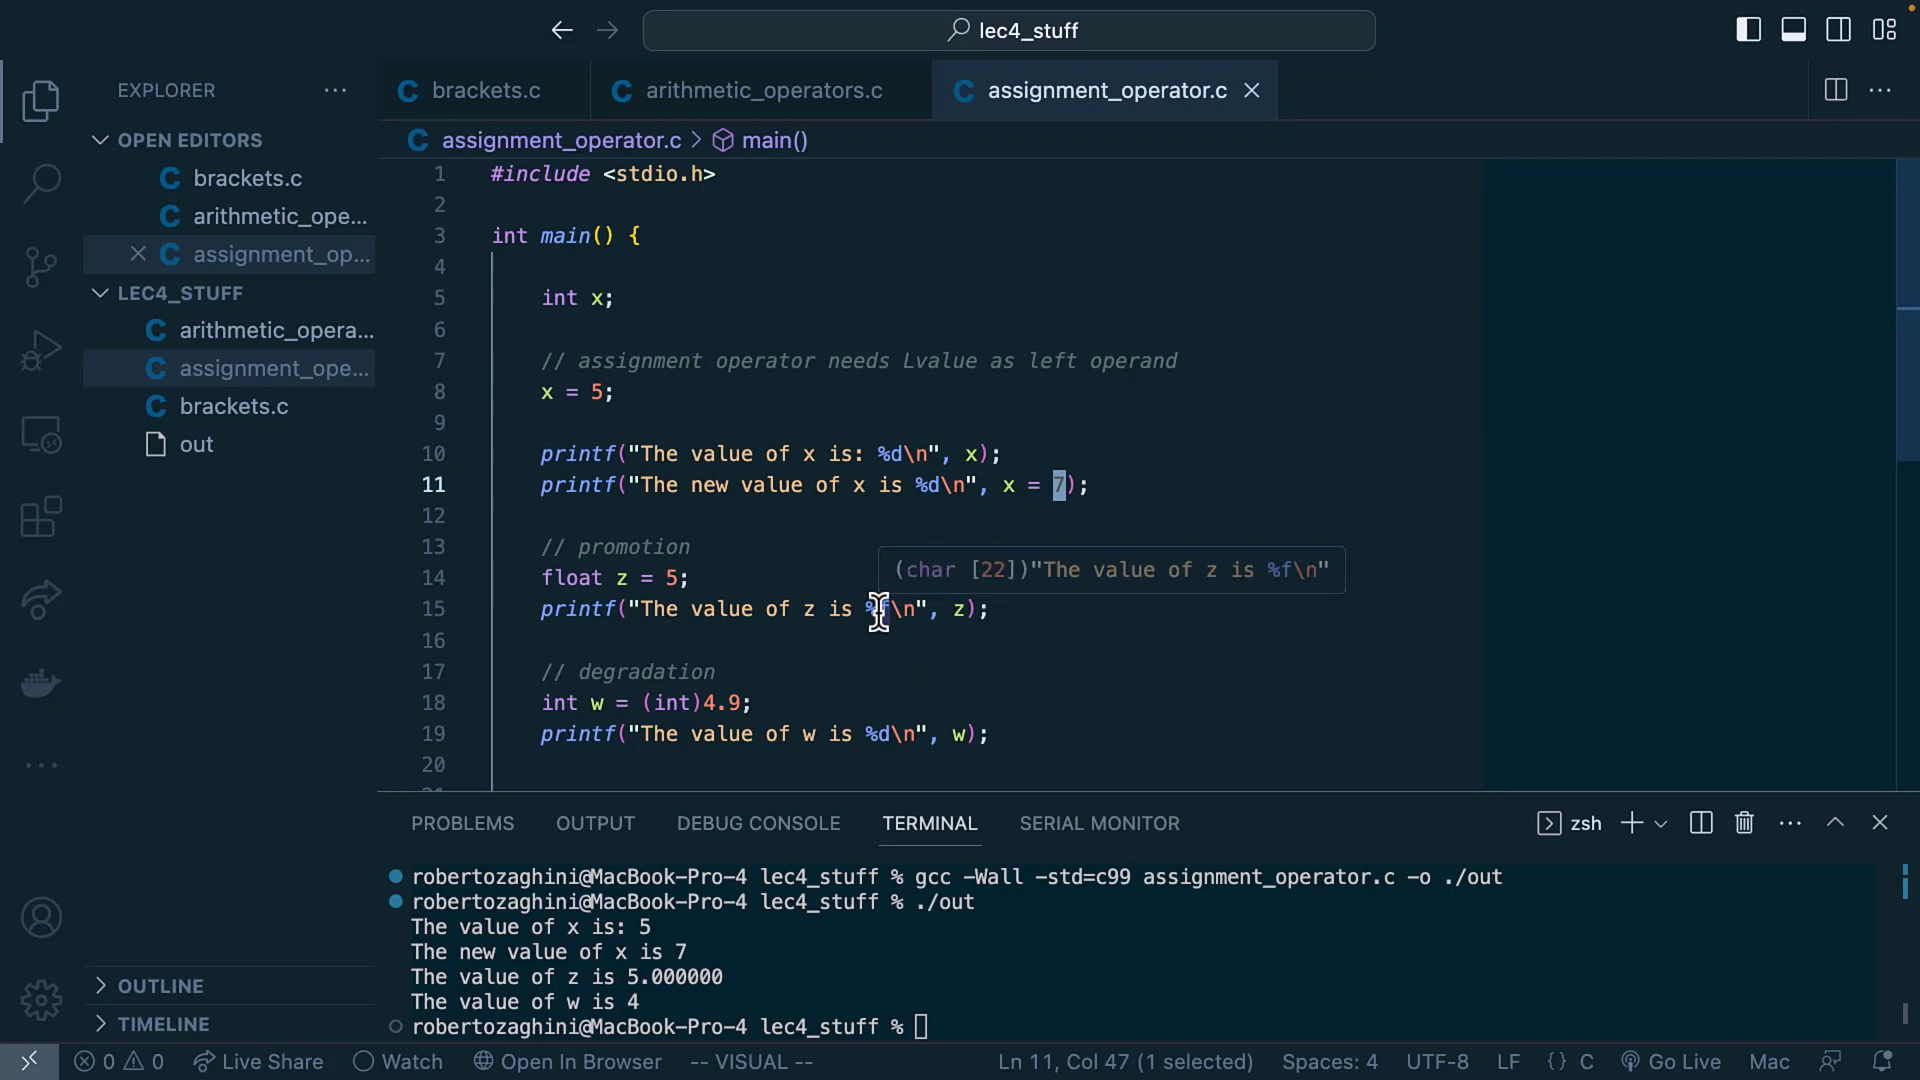 lec4_stuff
EXPLORER
OPEN EDITORS
brackets.c
arithmetic_ope...
assignment_op...
LEC4_STUFF
arithmetic_opera...
assignment_ope...
brackets.c
out
OUTLINE
TIMELINE
brackets.c
arithmetic_operators.c
assignment_operator.c
assignment_operator.c > main()
1 #include <stdio.h>
2
3 int main() {
4
5 int x;
6
7 // assignment operator needs Lvalue as left operand
8 x = 5;
9
10 printf("The value of x is: %d\n", x);
11 printf("The new value of x is %d\n", x = 7);
12
13 // promotion
(char [22])"The value of z is %f\n"
14 float z = 5;
15 printf("The value of z is %f\n", z);
16
17 // degradation
18 int w = (int)4.9;
19 printf("The value of w is %d\n", w);
20
PROBLEMS OUTPUT DEBUG CONSOLE TERMINAL SERIAL MONITOR
zsh
robertozaghini@MacBook-Pro-4 lec4_stuff % gcc -Wall -std=c99 assignment_operator.c -o ./out
robertozaghini@MacBook-Pro-4 lec4_stuff % ./out
The value of x is: 5
The new value of x is 7
The value of z is 5.000000
The value of w is 4
robertozaghini@MacBook-Pro-4 lec4_stuff %
0 0 Live Share Watch Open In Browser -- VISUAL -- Ln 11, Col 47 (1 selected) Spaces: 4 UTF-8 LF {} C Go Live Mac